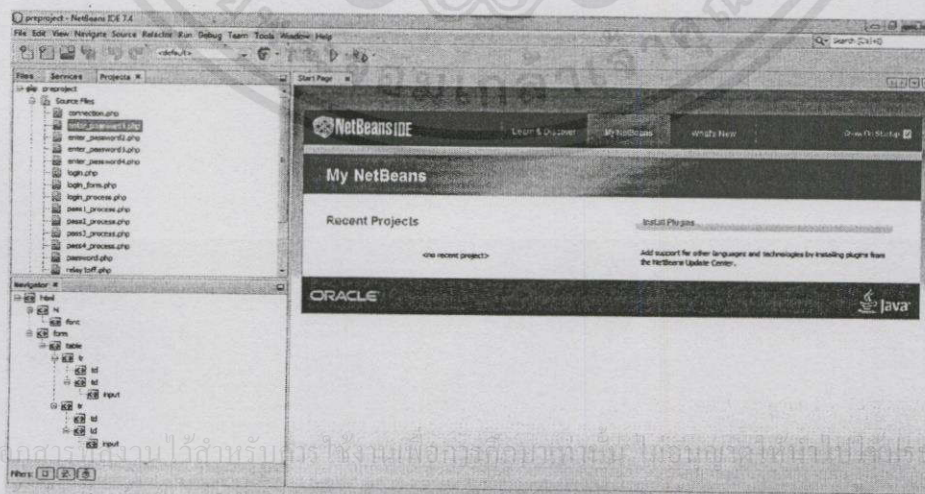 preproject - NetBeans IDE 7.4
File Edit View Navigate Source Refactor Run Debug Team Tools Window Help
Search (Ctrl+I)
<default>
Files Services Projects
Start Page
preproject
Source Files
connection.php
enter_password1.php
enter_password2.php
enter_password3.php
enter_password4.php
login.php
login_form.php
login_process.php
pass1_process.php
pass2_process.php
pass3_process.php
pass4_process.php
password.php
relay1off.php
NetBeans IDE
Learn & Discover
My NetBeans
What's New
Show On Startup
My NetBeans
Recent Projects
<no recent project>
Install Plugins
Add support for other languages and technologies by installing plugins from
the NetBeans Update Center.
ORACLE
Java
Navigator
html
font
form
table
tr
td
td
input
tr
td
td
input
Filters: